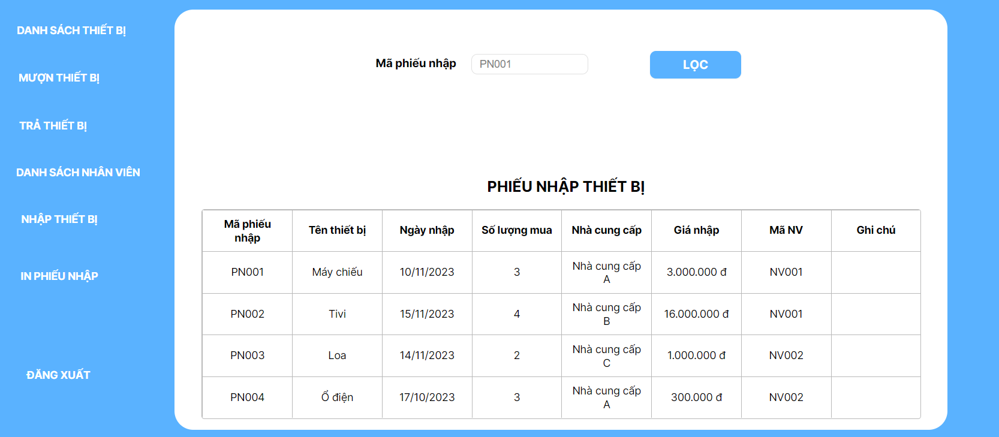 DANH SÁCH THIẾT BỊ
MƯỢN THIẾT BỊ
TRẢ THIẾT BỊ
DANH SÁCH NHÂN VIÊN
NHẬP THIẾT BỊ
IN PHIẾU NHẬP
ĐĂNG XUẤT
Mã phiếu nhập PN001 LỌC
PHIẾU NHẬP THIẾT BỊ
Mã phiếu nhập Tên thiết bị Ngày nhập Số lượng mua Nhà cung cấp Giá nhập Mã NV Ghi chú
PN001 Máy chiếu 10/11/2023 3 Nhà cung cấp A 3.000.000 đ NV001
PN002 Tivi 15/11/2023 4 Nhà cung cấp B 16.000.000 đ NV001
PN003 Loa 14/11/2023 2 Nhà cung cấp C 1.000.000 đ NV002
PN004 Ổ điện 17/10/2023 3 Nhà cung cấp A 300.000 đ NV002